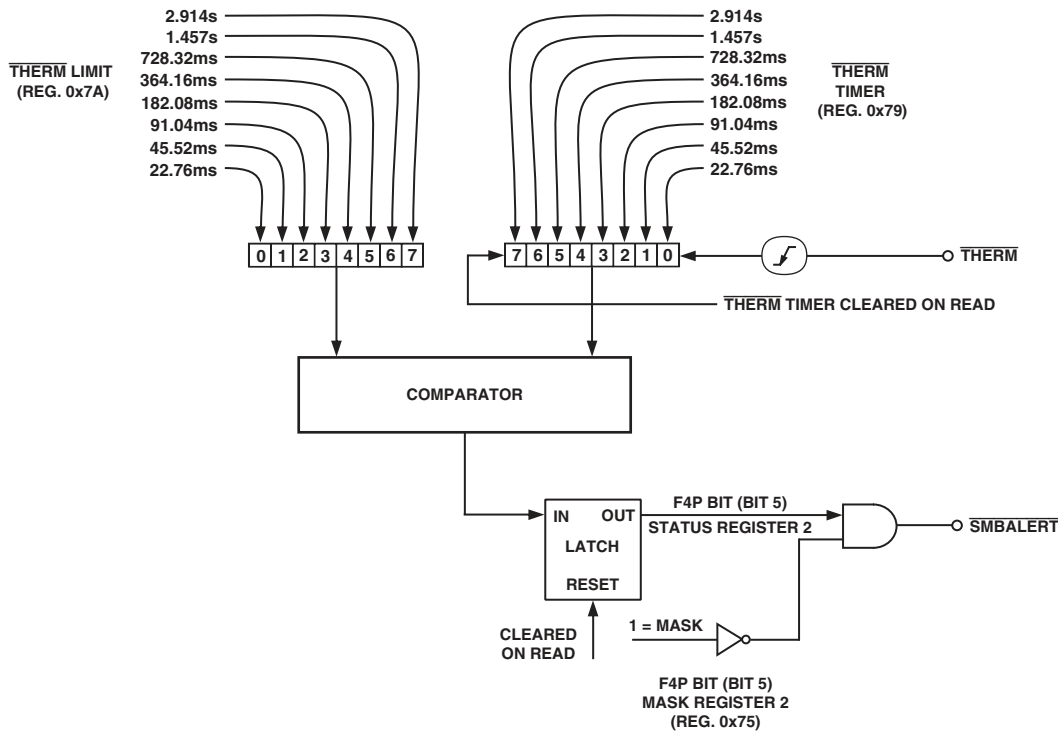 THERM LIMIT
(REG. 0x7A)
2.914s
1.457s
728.32ms
364.16ms
182.08ms
91.04ms
45.52ms
22.76ms
2.914s
1.457s
728.32ms
364.16ms
182.08ms
91.04ms
45.52ms
22.76ms
THERM
TIMER
(REG. 0x79)
0 1 2 3 4 5 6 7
7 6 5 4 3 2 1 0
THERM
THERM TIMER CLEARED ON READ
COMPARATOR
IN OUT
LATCH
RESET
F4P BIT (BIT 5)
STATUS REGISTER 2
SMBALERT
CLEARED
ON READ
1 = MASK
F4P BIT (BIT 5)
MASK REGISTER 2
(REG. 0x75)